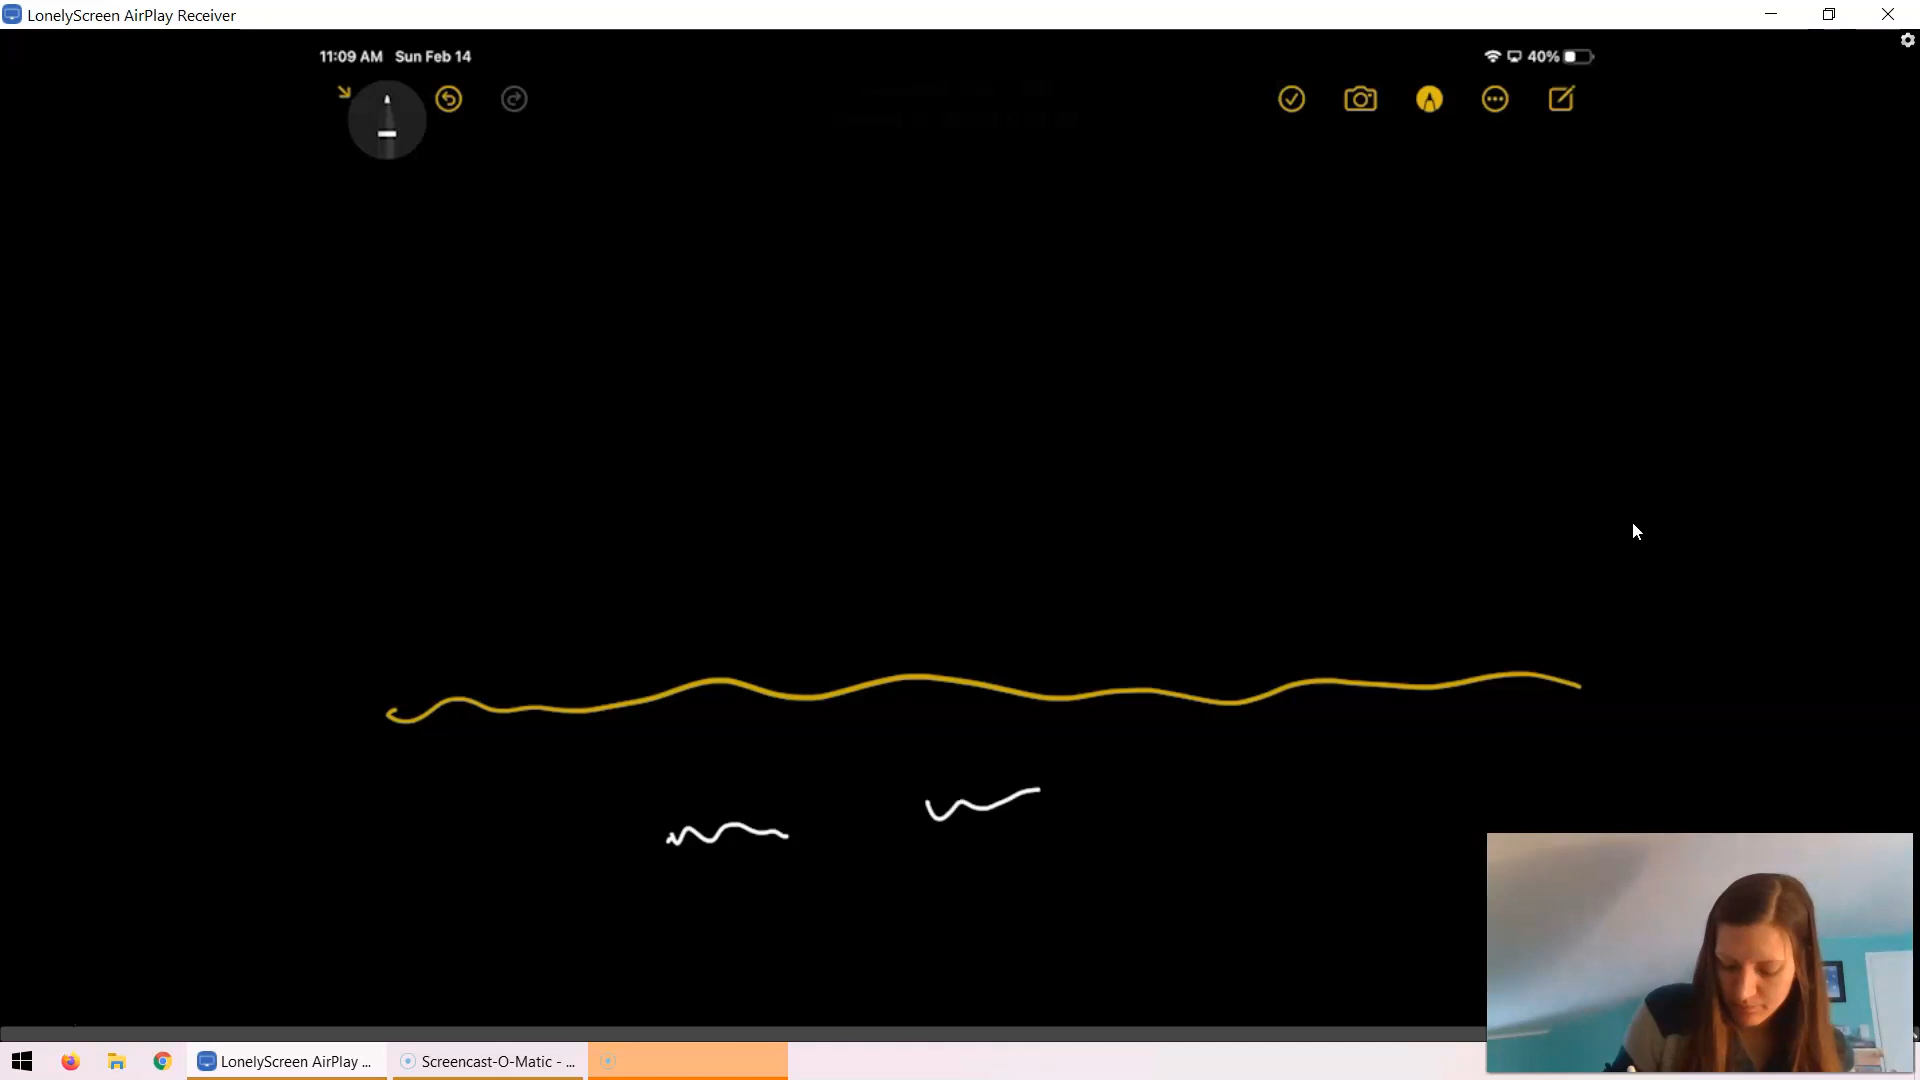 LonelyScreen AirPlay Receiver
11:09 AM Sun Feb 14
40%
LonelyScreen AirPlay ...
Screencast-O-Matic - ...